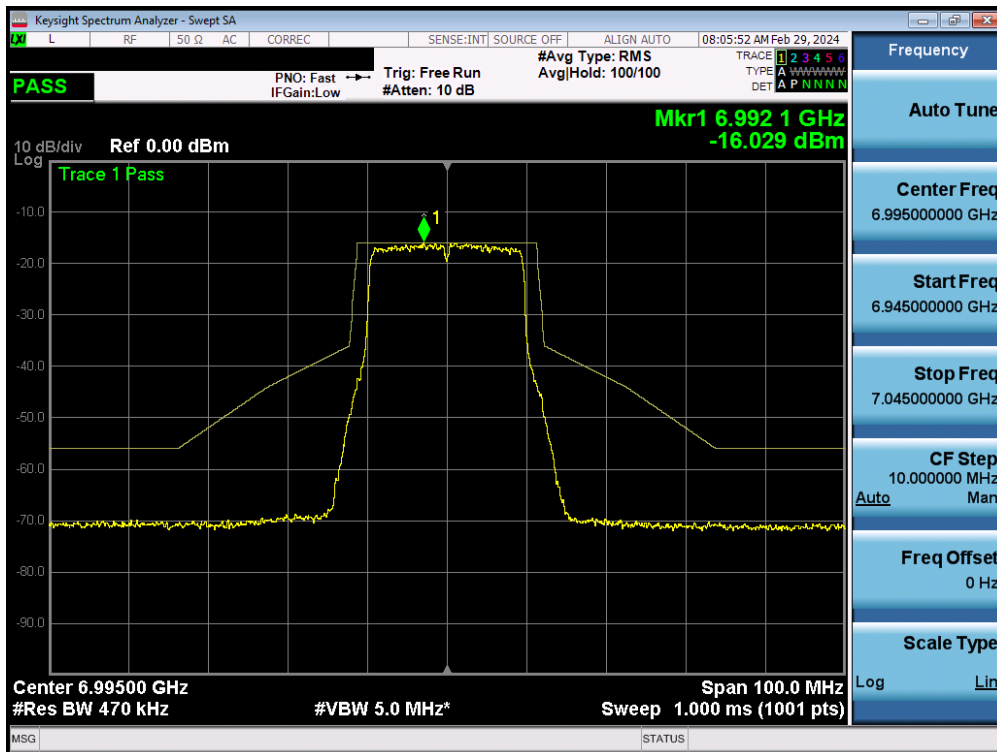 Keysight Spectrum Analyzer - Swept SA
LXI L RF 50 Ω AC CORREC SENSE:INT SOURCE OFF ALIGN AUTO 08:05:52 AM Feb 29, 2024
PASS
PNO: Fast
IFGain:Low
Trig: Free Run
#Atten: 10 dB
#Avg Type: RMS
Avg|Hold: 100/100
TRACE 1 2 3 4 5 6
TYPE A WWWWW
DET A P N N N N
Mkr1 6.992 1 GHz
-16.029 dBm
10 dB/div Ref 0.00 dBm
Log
Trace 1 Pass
1
-10.0
-20.0
-30.0
-40.0
-50.0
-60.0
-70.0
-80.0
-90.0
Center 6.99500 GHz Span 100.0 MHz
#Res BW 470 kHz #VBW 5.0 MHz* Sweep 1.000 ms (1001 pts)
MSG STATUS
Frequency
Auto Tune
Center Freq
6.995000000 GHz
Start Freq
6.945000000 GHz
Stop Freq
7.045000000 GHz
CF Step
10.000000 MHz
Auto Man
Freq Offset
0 Hz
Scale Type
Log Lin